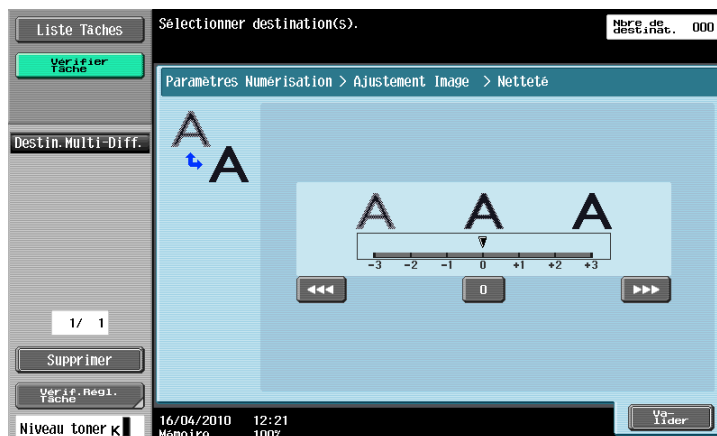 Liste Tâches
Sélectionner destination(s).
Nbre de
destinat.
000
Vérifier
Tâche
Paramètres Numérisation > Ajustement Image > Netteté
A
A
Destin.Multi-Diff.
A A A
-3 -2 -1 0 +1 +2 +3
0
1/ 1
Supprimer
Vérif.Régl.
Tâche
Va-
lider
Niveau toner K
16/04/2010 12:21
Mémoire 100%